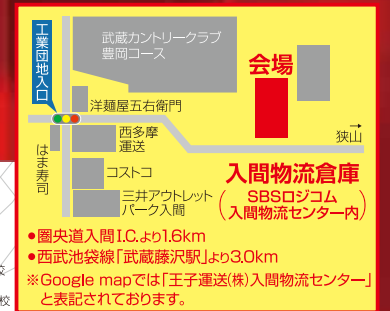 工業団地入口
武蔵カントリークラブ
豊岡コース
会場
洋麺屋五右衛門
西多摩
運送
→
狭山
はま寿司
コストコ
三井アウトレット
パーク入間
入間物流倉庫
(SBSロジコム
入間物流センター内)
●圏央道入間I.C.より1.6km
●西武池袋線「武蔵藤沢駅」より3.0km
※Google mapでは「王子運送(株)入間物流センター」
と表記されております。
校
校